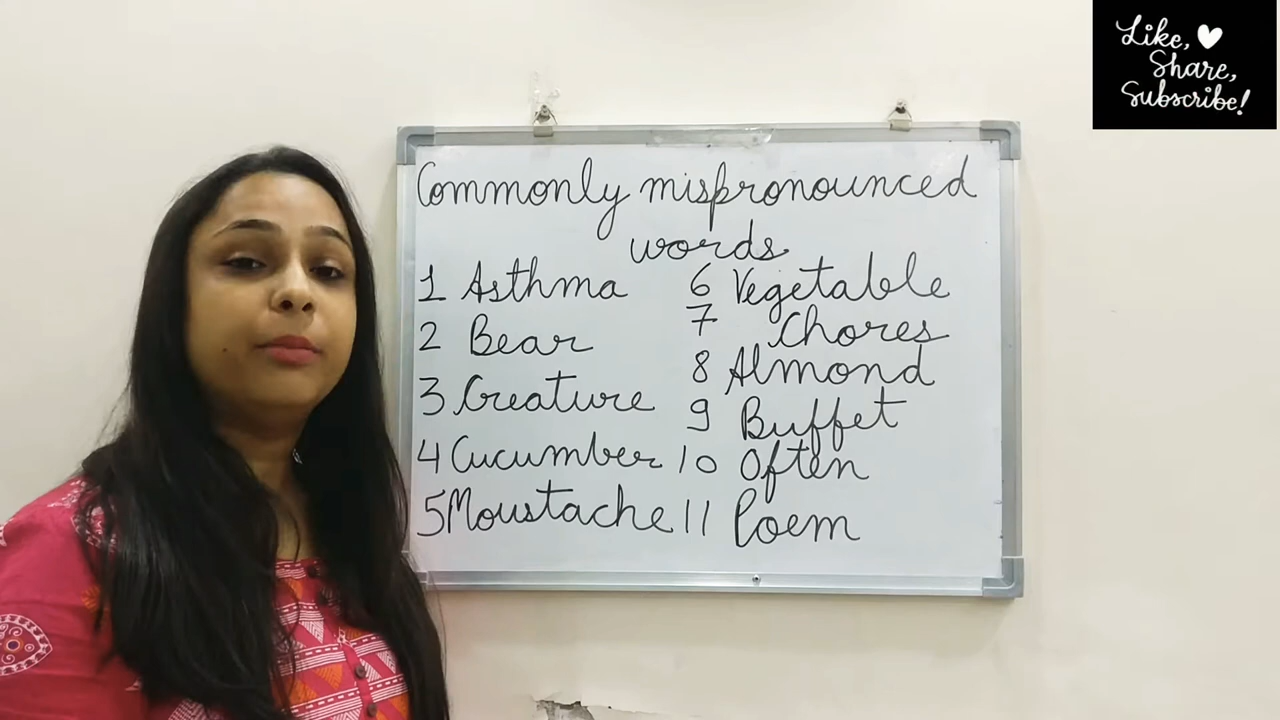 Like,
Share,
Subscribe!
Commonly mispronounced
words
1 Asthma
2 Bear
3 Creature
4 Cucumber
5 Moustache
6 Vegetable
7 Chores
8 Almond
9 Buffet
10 Often
11 Poem